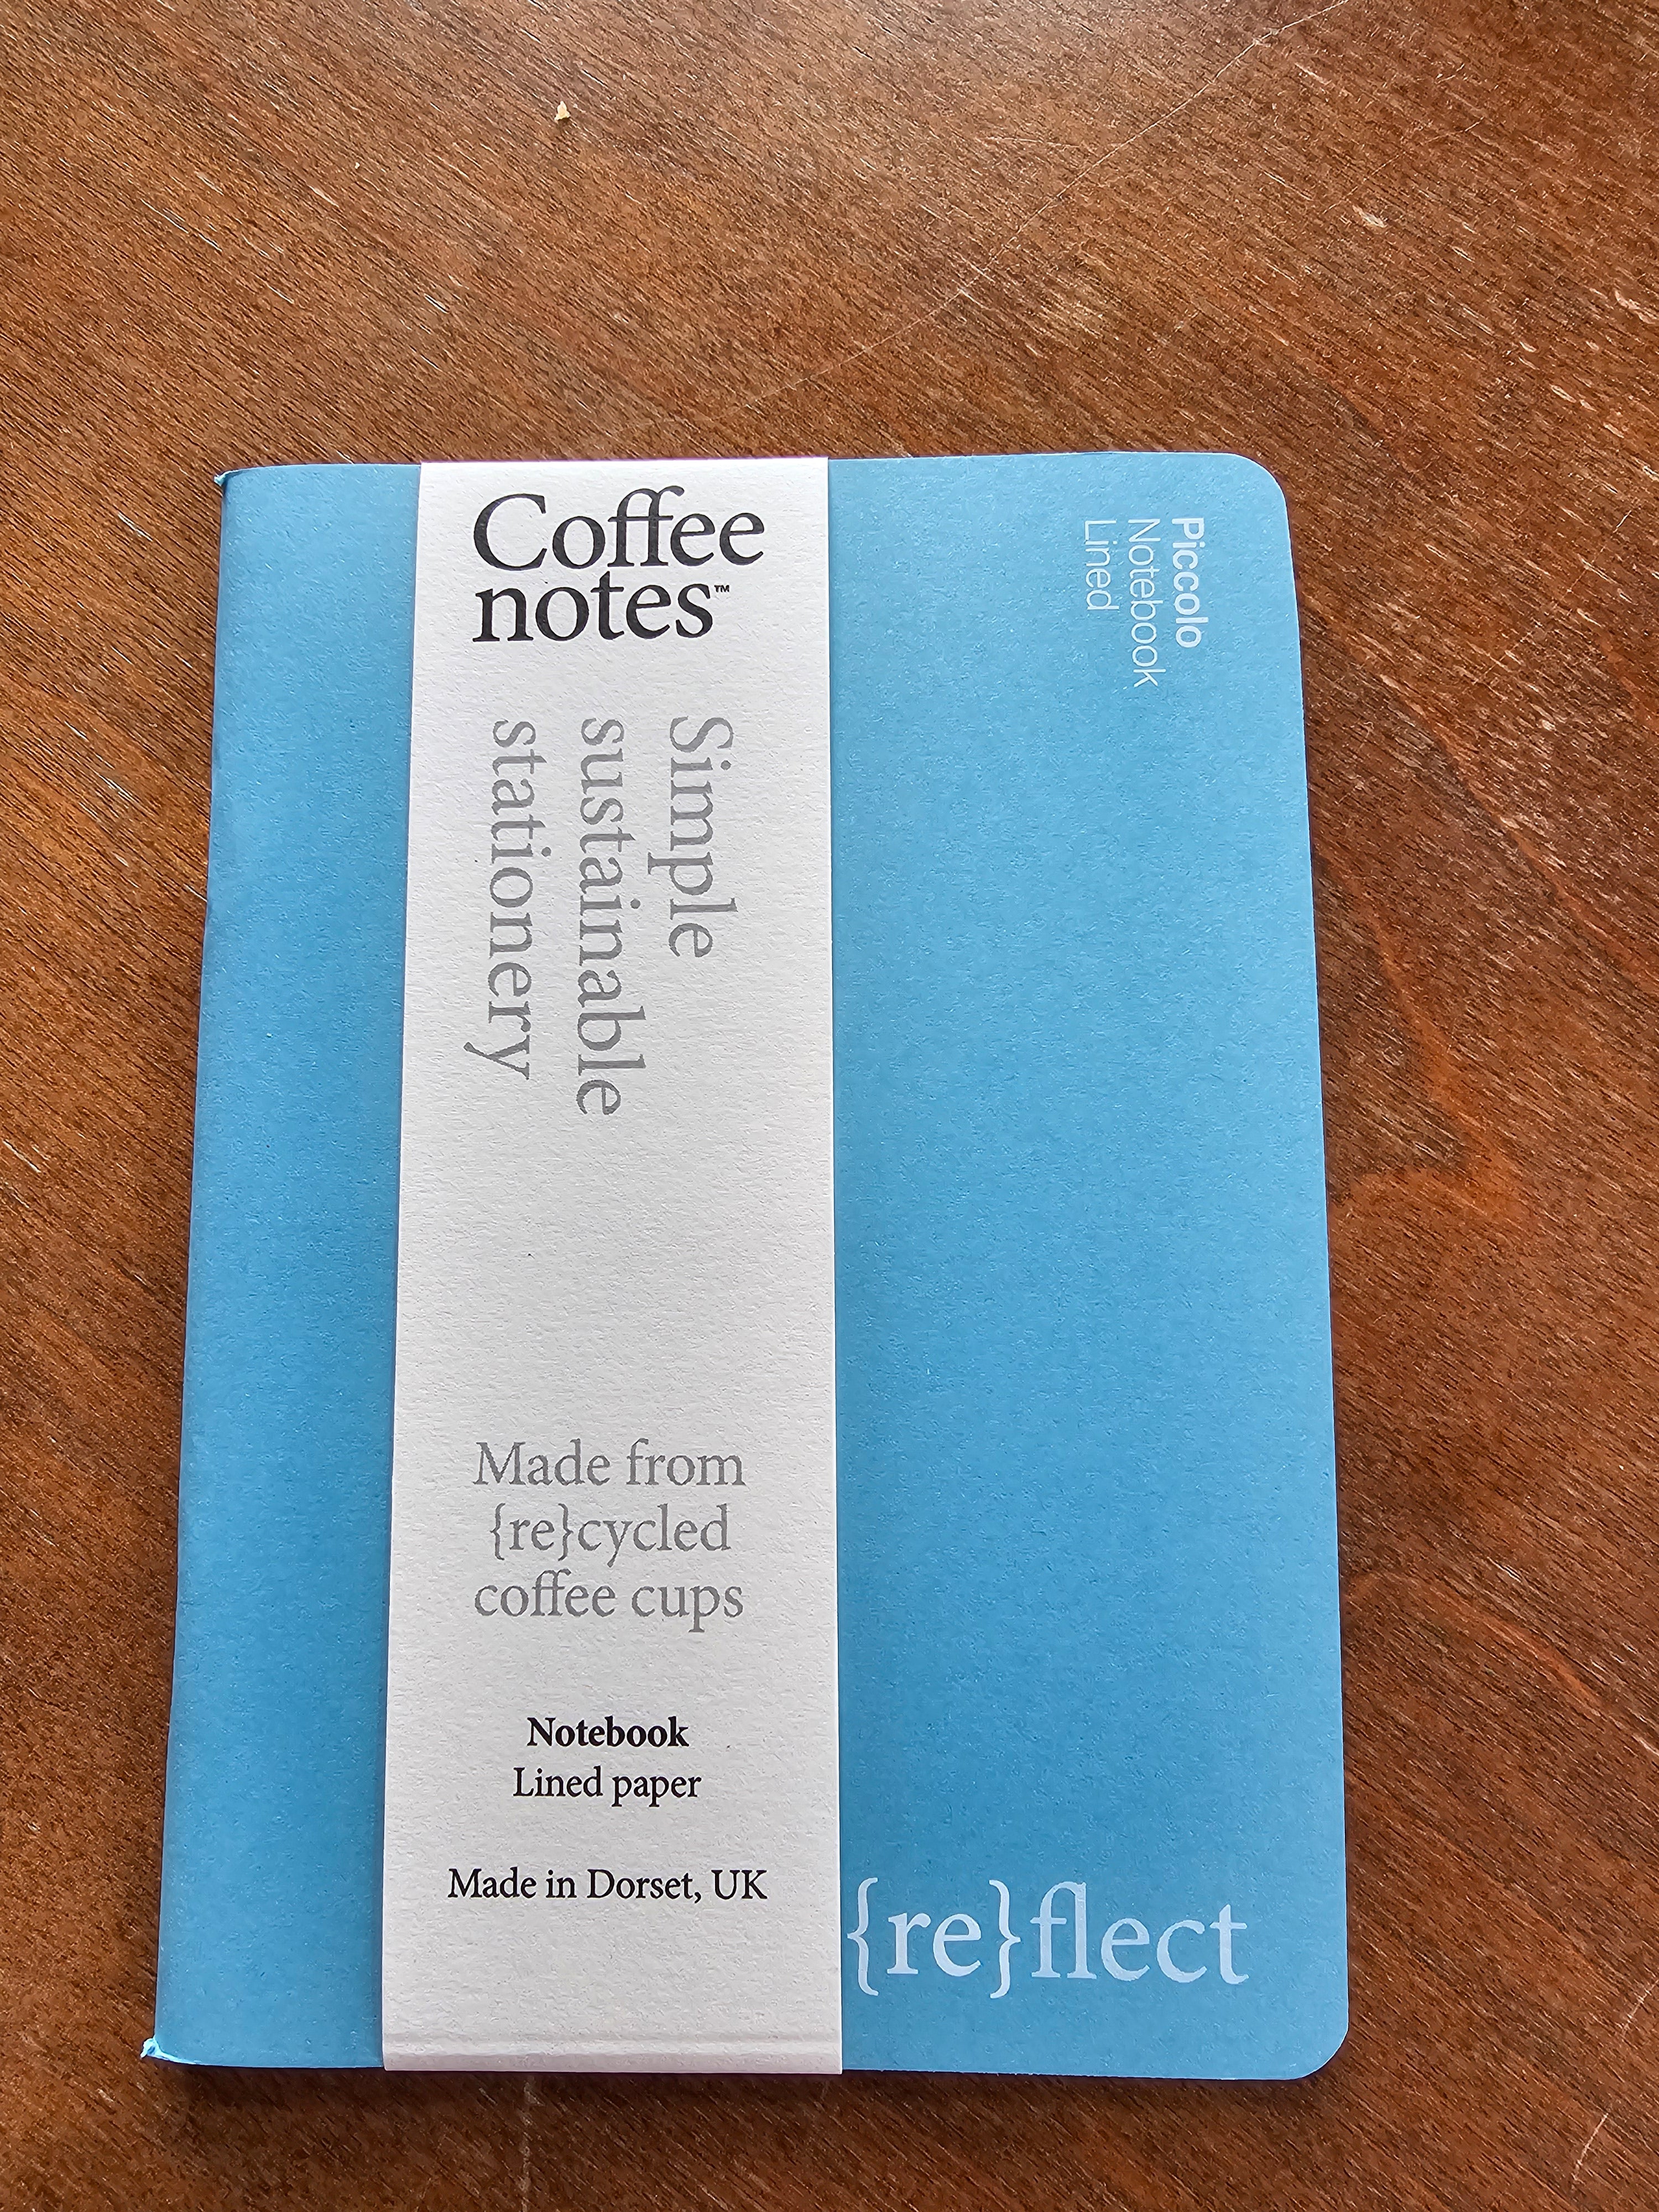 Coffee
notes™
Simple
sustainable
stationery
Made from
{re}cycled
coffee cups
Notebook
Lined paper
Made in Dorset, UK
Piccolo
Notebook
Lined
{re}flect